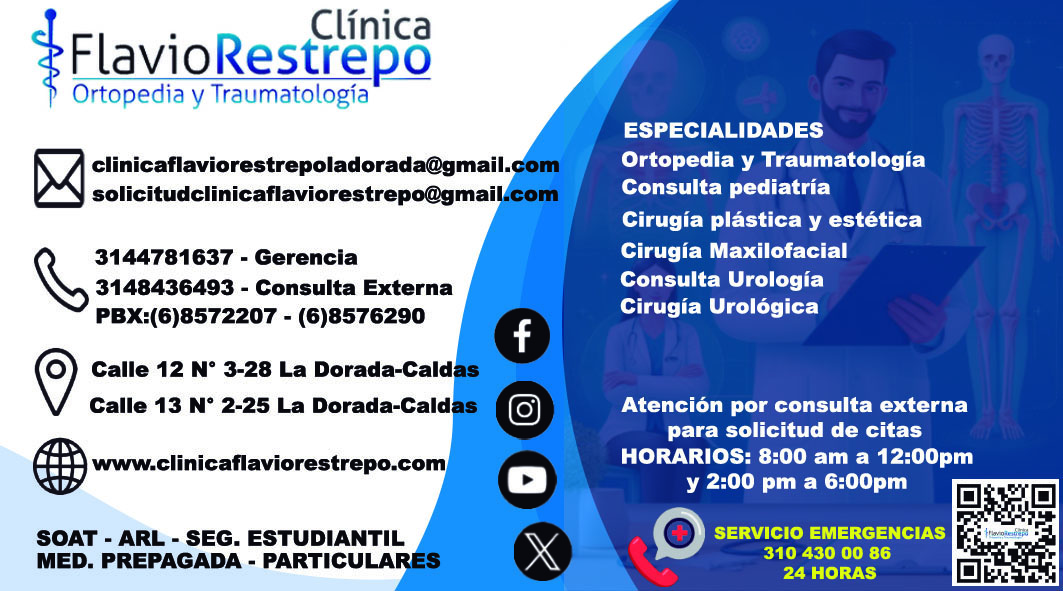 Clínica
FlavioRestrepo
Ortopedia y Traumatología
clinicaflaviorestrepoladorada@gmail.com
solicitudclinicaflaviorestrepo@gmail.com
3144781637 - Gerencia
3148436493 - Consulta Externa
PBX:(6)8572207 - (6)8576290
Calle 12 N° 3-28 La Dorada-Caldas
Calle 13 N° 2-25 La Dorada-Caldas
www.clinicaflaviorestrepo.com
SOAT - ARL - SEG. ESTUDIANTIL
MED. PREPAGADA - PARTICULARES
ESPECIALIDADES
Ortopedia y Traumatología
Consulta pediatría
Cirugía plástica y estética
Cirugía Maxilofacial
Consulta Urología
Cirugía Urológica
Atención por consulta externa
para solicitud de citas
HORARIOS: 8:00 am a 12:00pm
y 2:00 pm a 6:00pm
SERVICIO EMERGENCIAS
310 430 00 86
24 HORAS
Clínica
FlavioRestrepo